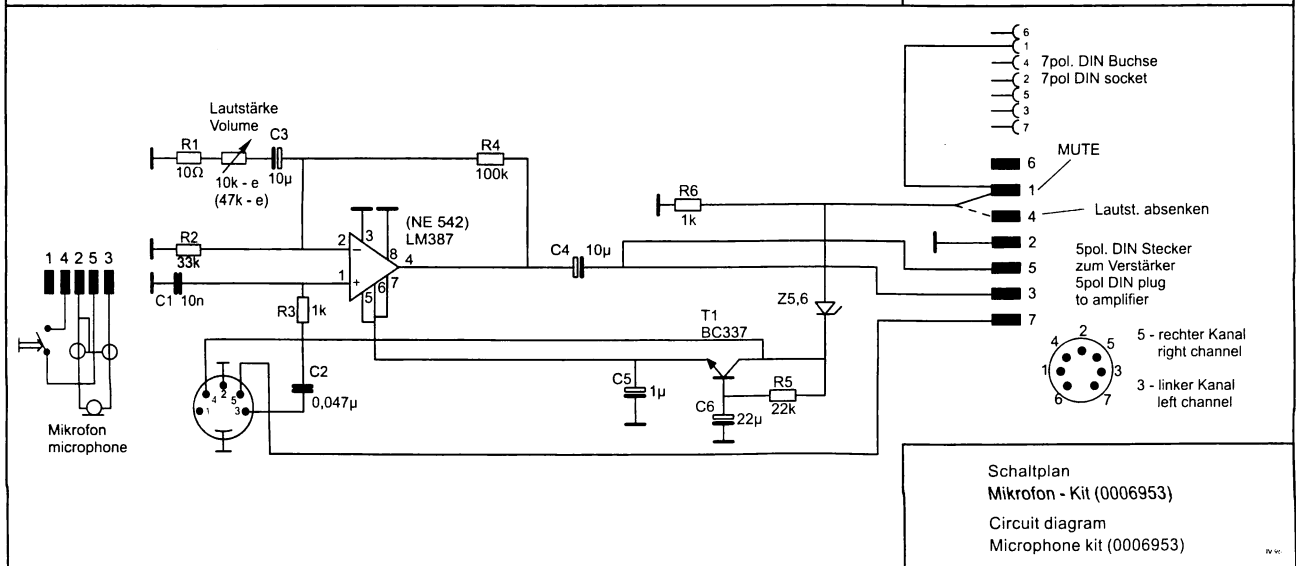 6
1
4
2
5
3
7
7pol. DIN Buchse
7pol DIN socket
Lautstärke
Volume
R1
10Ω
10k - e
(47k - e)
C3
10µ
R4
100k
R6
1k
MUTE
6
1
4
2
5
3
7
Lautst. absenken
5pol. DIN Stecker
zum Verstärker
5pol DIN plug
to amplifier
R2
33k
C1 10n
2
1
3
8
4
5
6
7
−
+
(NE 542)
LM387
C4
10µ
R3
1k
C2
0,047µ
1 4 2 5 3
Mikrofon
microphone
4
2
5
1
3
C5
1µ
T1
BC337
C6
22µ
R5
22k
Z5,6
2
4
5
1
3
6
7
5 - rechter Kanal
right channel
3 - linker Kanal
left channel
Schaltplan
Mikrofon - Kit (0006953)
Circuit diagram
Microphone kit (0006953)